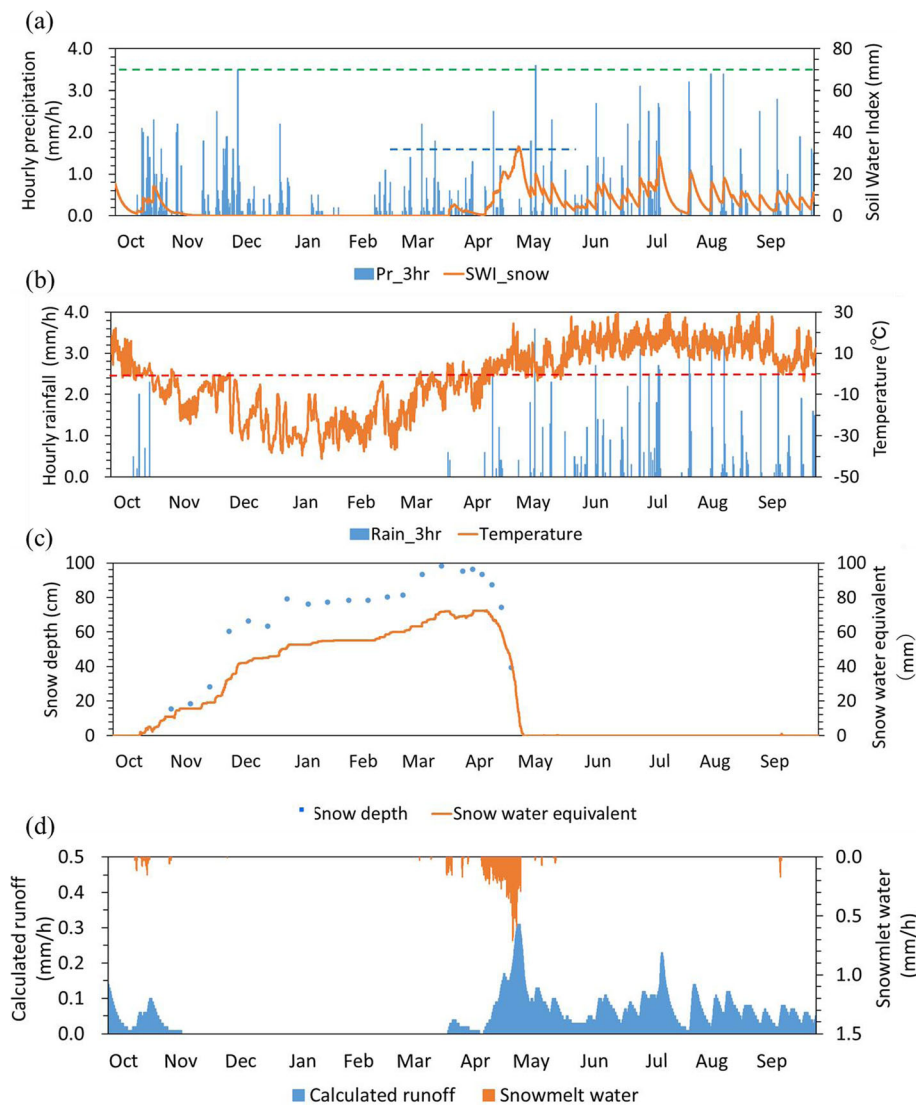 (a)
Hourly precipitation (mm/h)
4.0
3.0
2.0
1.0
0.0
80
60
40
20
0
Soil Water Index (mm)
Oct Nov Dec Jan Feb Mar Apr May Jun Jul Aug Sep
Pr_3hr SWI_snow
(b)
Hourly rainfall (mm/h)
4.0
3.0
2.0
1.0
0.0
30
10
-10
-30
-50
Temperature (℃)
Oct Nov Dec Jan Feb Mar Apr May Jun Jul Aug Sep
Rain_3hr Temperature
(c)
Snow depth (cm)
100
80
60
40
20
0
100
80
60
40
20
0
Snow water equivalent
(mm)
Oct Nov Dec Jan Feb Mar Apr May Jun Jul Aug Sep
Snow depth Snow water equivalent
(d)
Calculated runoff
(mm/h)
0.5
0.4
0.3
0.2
0.1
0.0
0.0
0.5
1.0
1.5
Snowmlet water
(mm/h)
Oct Nov Dec Jan Feb Mar Apr May Jun Jul Aug Sep
Calculated runoff Snowmelt water